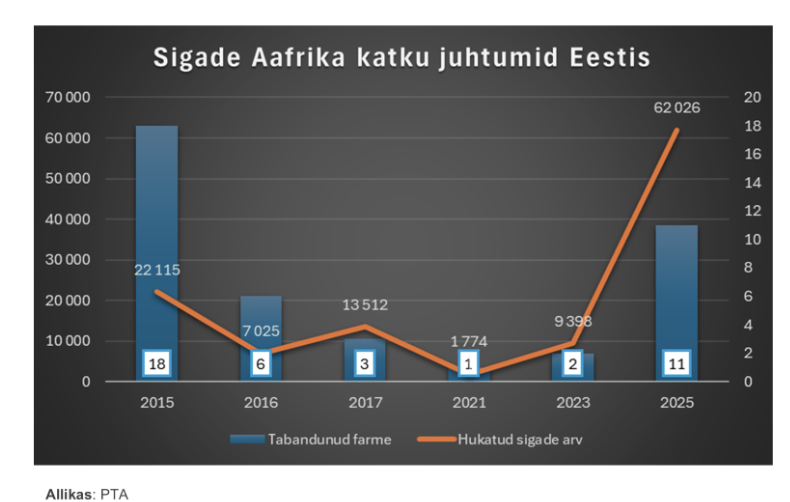 Sigade Aafrika katku juhtumid Eestis
70 000 20
62 026
60 000 18
16
50 000 14
40 000 12
10
30 000 8
22 115
20 000 6
13 512
7 025 9 398 4
10 000 1 774 2
18 6 3 1 2 11
0 0
2015 2016 2017 2021 2023 2025
Tabandunud farme Hukatud sigade arv
Allikas: PTA